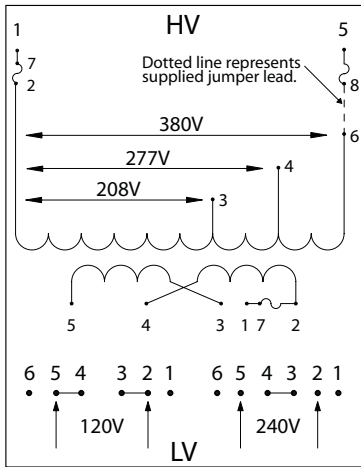 HV
1 5
Dotted line represents
supplied jumper lead.
7
2 8
380V
6
277V
4
208V
3
5 4 3 1 7 2
6 5 4 3 2 1 6 5 4 3 2 1
120V 240V
LV